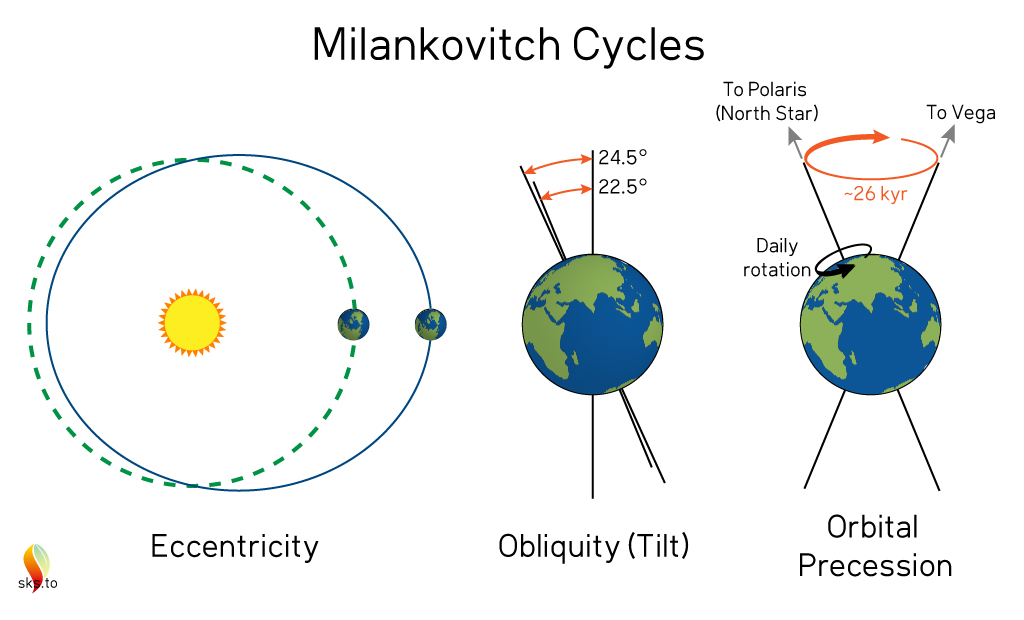 Milankovitch Cycles
To Polaris
(North Star)
To Vega
24.5°
22.5°
~26 kyr
Daily
rotation
Eccentricity
Obliquity (Tilt)
Orbital
Precession
sks.to